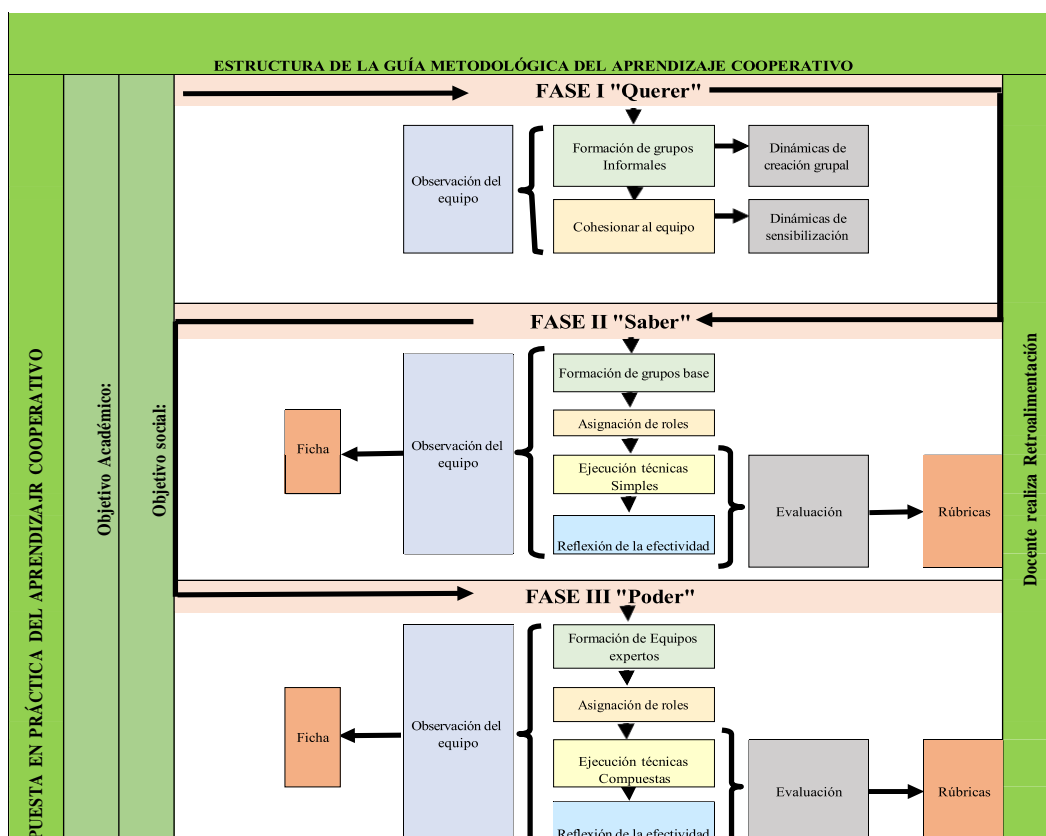 ESTRUCTURA DE LA GUÍA METODOLÓGICA DEL APRENDIZAJE COOPERATIVO
PUESTA EN PRÁCTICA DEL APRENDIZAJR COOPERATIVO
Objetivo Académico:
Objetivo social:
FASE I "Querer"
Observación del
equipo
Formación de grupos
Informales
Dinámicas de
creación grupal
Cohesionar al equipo
Dinámicas de
sensibilización
FASE II "Saber"
Ficha
Observación del
equipo
Formación de grupos base
Asignación de roles
Ejecución técnicas
Simples
Reflexión de la efectividad
Evaluación
Rúbricas
FASE III "Poder"
Ficha
Observación del
equipo
Formación de Equipos
expertos
Asignación de roles
Ejecución técnicas
Compuestas
Reflexión de la efectividad
Evaluación
Rúbricas
Docente realiza Retroalimentación